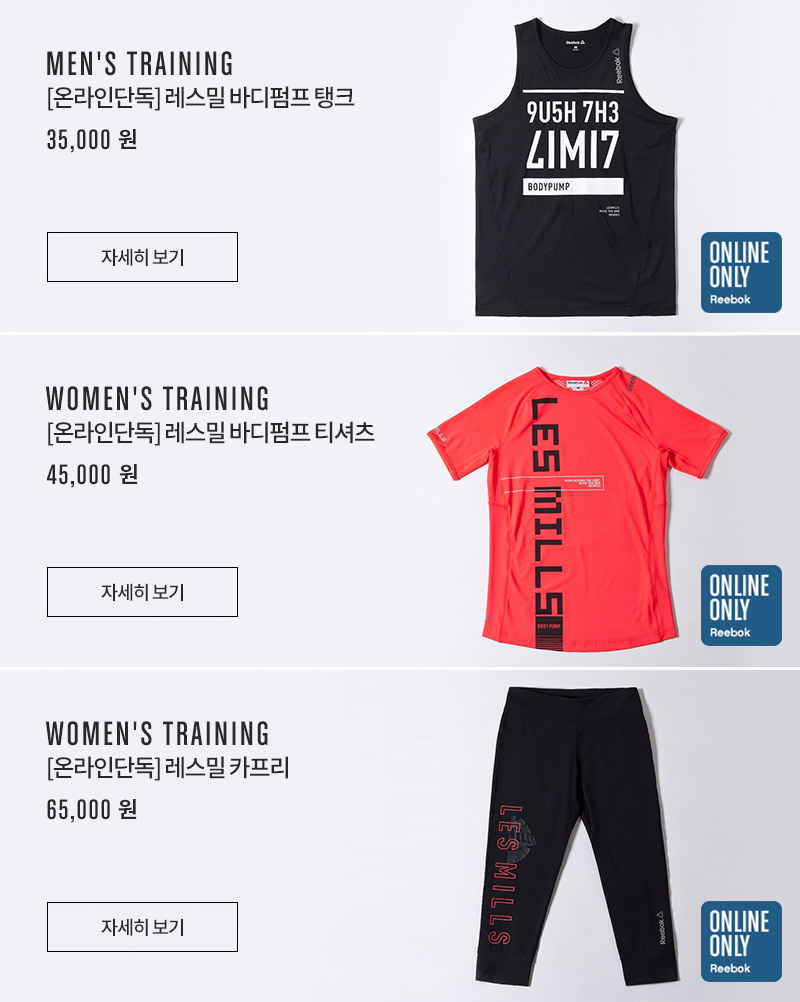 MEN'S TRAINING
[온라인단독] 레스밀 바디펌프 탱크
35,000 원
자세히 보기
Reebok
Reebok
9U5H 7H3
LIMI7
BODYPUMP
LESMILLS
ONLINE
ONLY
Reebok
WOMEN'S TRAINING
[온라인단독] 레스밀 바디펌프 티셔츠
45,000 원
자세히 보기
LES MILLS
BODY PUMP
ONLINE
ONLY
Reebok
WOMEN'S TRAINING
[온라인단독] 레스밀 카프리
65,000 원
자세히 보기
LES MILLS
Reebok
ONLINE
ONLY
Reebok